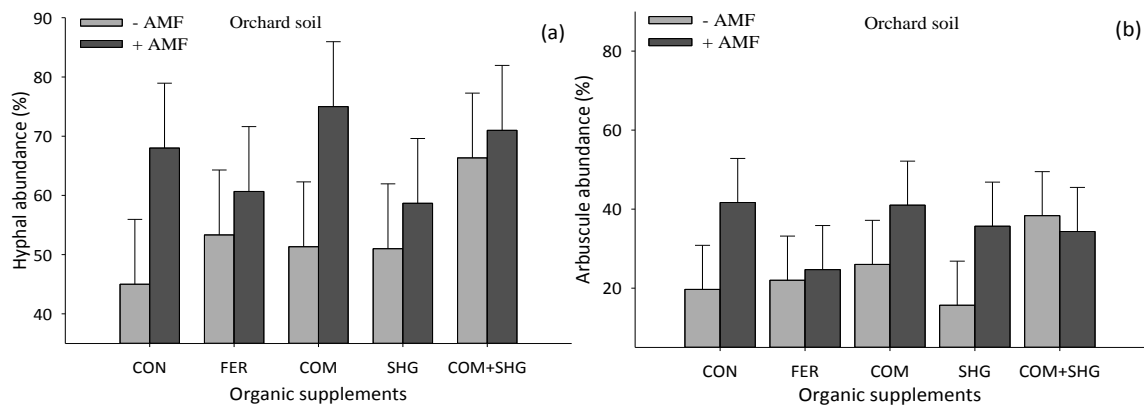 - AMF
+ AMF
Orchard soil
(a)
Hyphal abundance (%)
90
80
70
60
50
40
CON FER COM SHG COM+SHG
Organic supplements
- AMF
+ AMF
Orchard soil
(b)
Arbuscule abundance (%)
80
60
40
20
CON FER COM SHG COM+SHG
Organic supplements